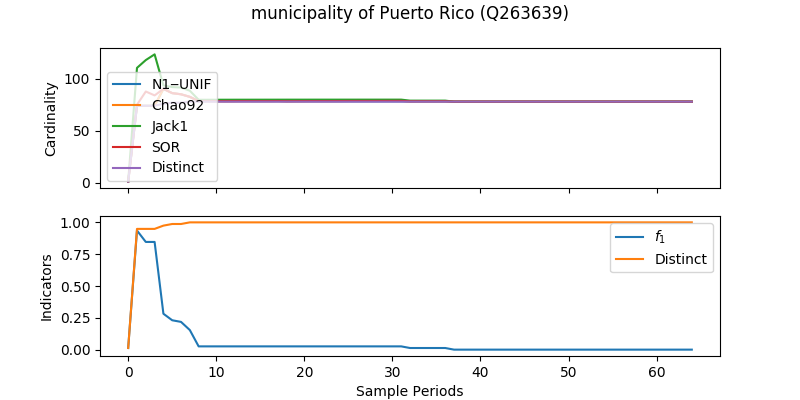 municipality of Puerto Rico (Q263639)
Cardinality
100
50
0
N1−UNIF
Chao92
Jack1
SOR
Distinct
Indicators
1.00
0.75
0.50
0.25
0.00
f1
Distinct
0 10 20 30 40 50 60
Sample Periods